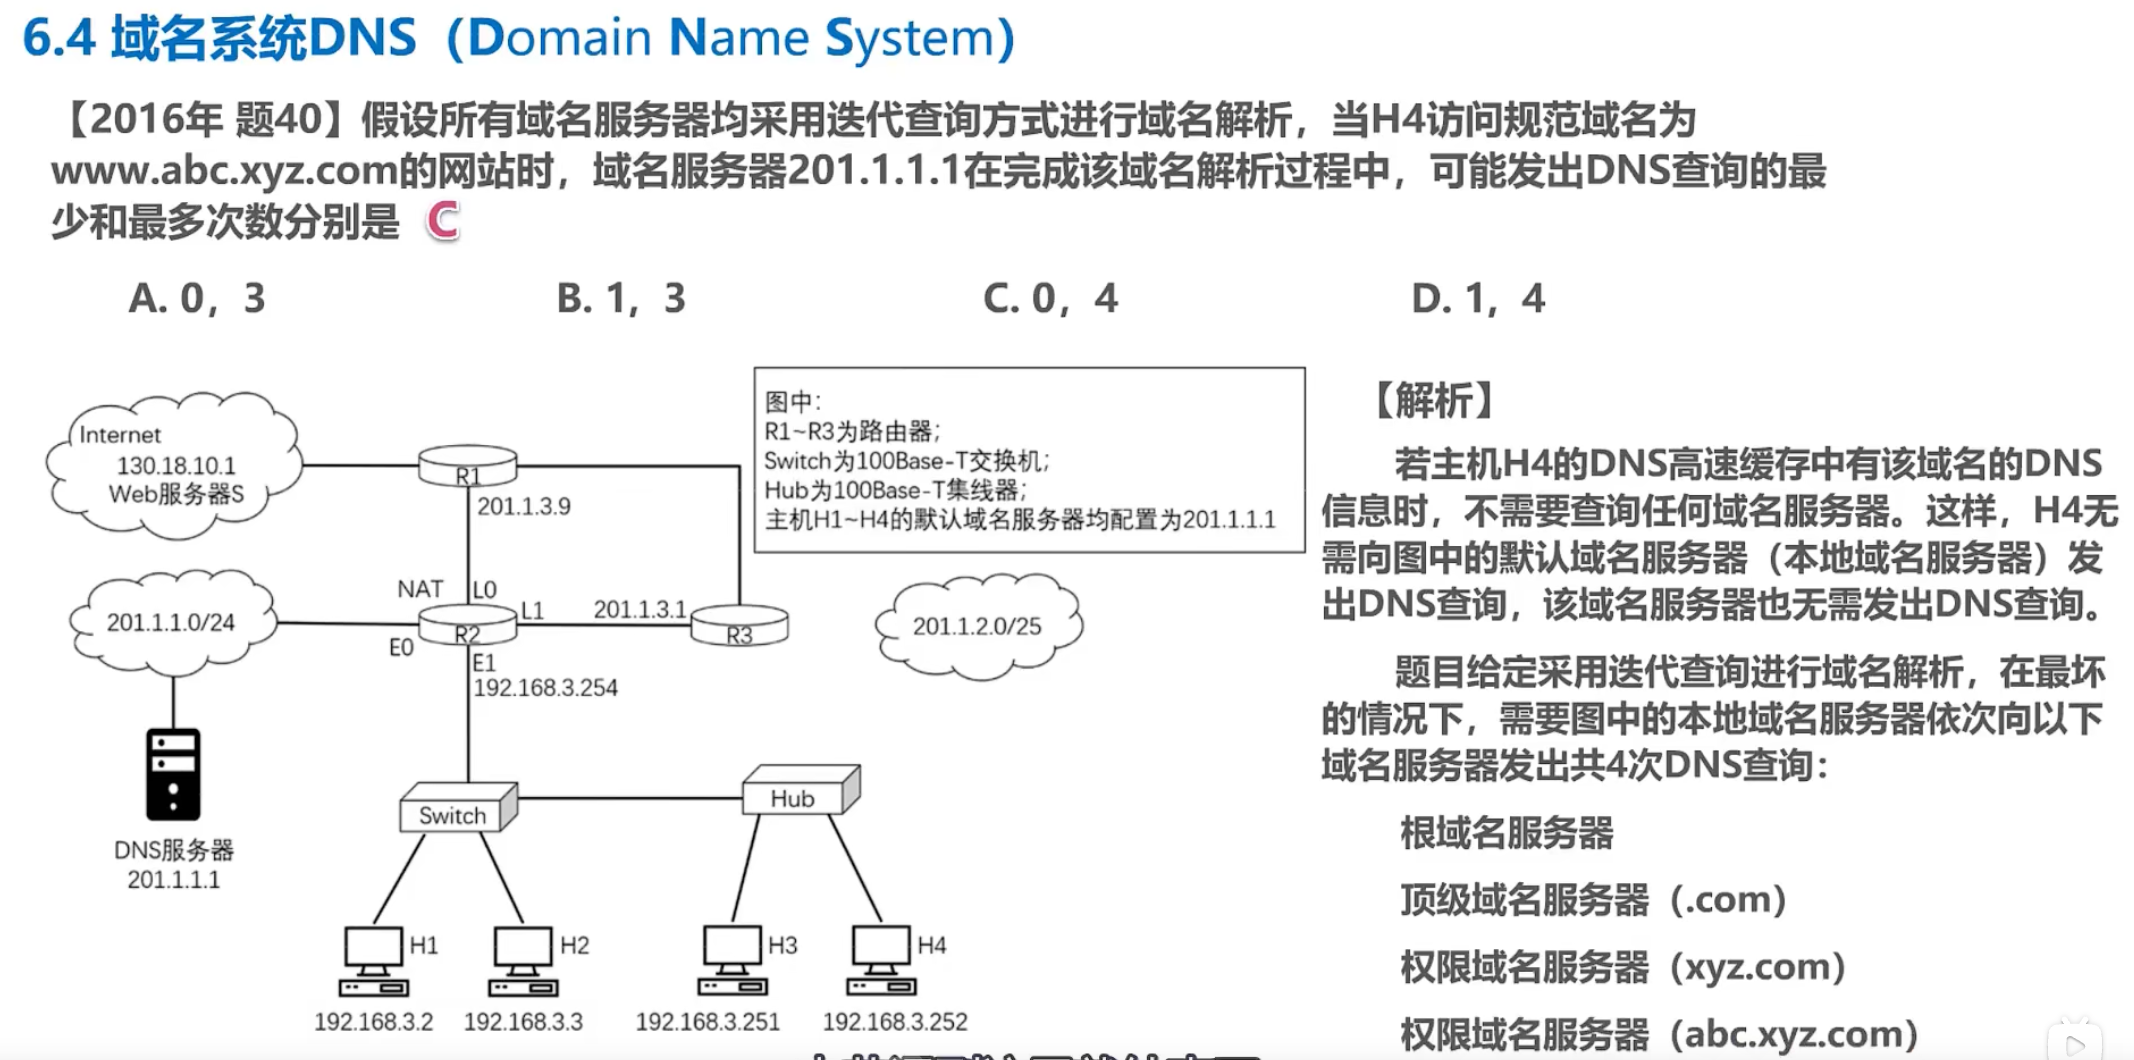 6.4 域名系统DNS（Domain Name System）
【2016年 题40】假设所有域名服务器均采用迭代查询方式进行域名解析，当H4访问规范域名为
www.abc.xyz.com的网站时，域名服务器201.1.1.1在完成该域名解析过程中，可能发出DNS查询的最
少和最多次数分别是 C
A. 0，3
B. 1，3
C. 0，4
D. 1，4
Internet
130.18.10.1
Web服务器S
R1
201.1.3.9
图中：
R1~R3为路由器；
Switch为100Base-T交换机；
Hub为100Base-T集线器；
主机H1~H4的默认域名服务器均配置为201.1.1.1
NAT
L0
201.1.1.0/24
R2
L1
201.1.3.1
R3
201.1.2.0/25
E0
E1
192.168.3.254
Switch
Hub
DNS服务器
201.1.1.1
H1
H2
H3
H4
192.168.3.2
192.168.3.3
192.168.3.251
192.168.3.252
【解析】
若主机H4的DNS高速缓存中有该域名的DNS
信息时，不需要查询任何域名服务器。这样，H4无
需向图中的默认域名服务器（本地域名服务器）发
出DNS查询，该域名服务器也无需发出DNS查询。
题目给定采用迭代查询进行域名解析，在最坏
的情况下，需要图中的本地域名服务器依次向以下
域名服务器发出共4次DNS查询：
根域名服务器
顶级域名服务器（.com）
权限域名服务器（xyz.com）
权限域名服务器（abc.xyz.com）